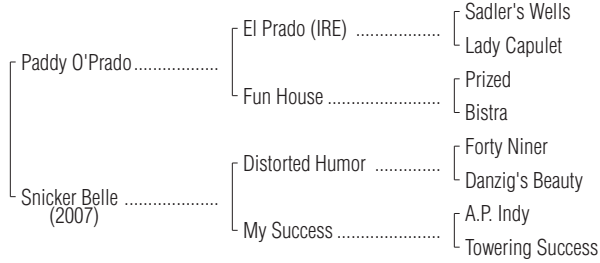 Sadler's Wells
El Prado (IRE) ..................
Lady Capulet
Paddy O'Prado..................
Prized
Fun House ........................
Bistra
Forty Niner
Distorted Humor ..............
Danzig's Beauty
Snicker Belle ....................
(2007)
A.P. Indy
My Success ......................
Towering Success